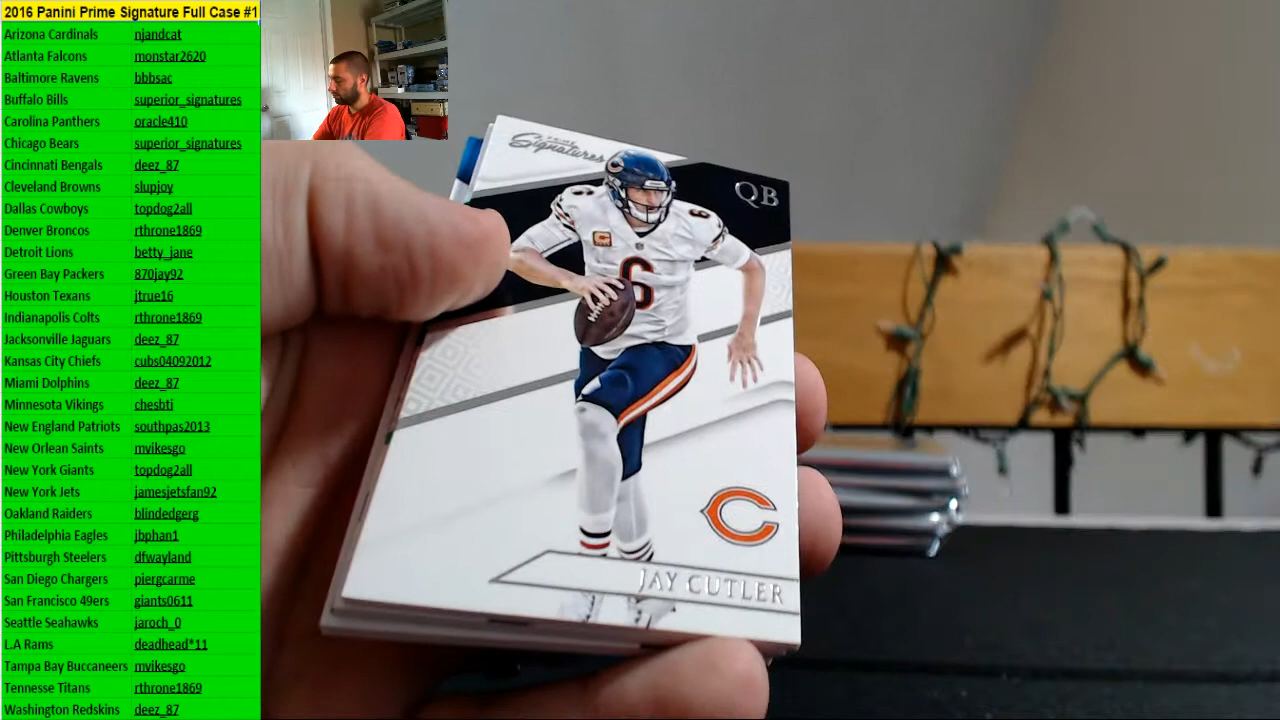 2016 Panini Prime Signature Full Case #1
Arizona Cardinals njandcat
Atlanta Falcons monstar2620
Baltimore Ravens bbbsac
Buffalo Bills superior_signatures
Carolina Panthers oracle410
Chicago Bears superior_signatures
Cincinnati Bengals deez_87
Cleveland Browns slupjoy
Dallas Cowboys topdog2all
Denver Broncos rthrone1869
Detroit Lions betty_jane
Green Bay Packers 870jay92
Houston Texans jtrue16
Indianapolis Colts rthrone1869
Jacksonville Jaguars deez_87
Kansas City Chiefs cubs04092012
Miami Dolphins deez_87
Minnesota Vikings chesbti
New England Patriots southpas2013
New Orlean Saints mvikesgo
New York Giants topdog2all
New York Jets jamesjetsfan92
Oakland Raiders blindedgerg
Philadelphia Eagles jbphan1
Pittsburgh Steelers dfwayland
San Diego Chargers piergcarme
San Francisco 49ers giants0611
Seattle Seahawks jaroch_0
L.A Rams deadhead*11
Tampa Bay Buccaneers mvikesgo
Tennesse Titans rthrone1869
Washington Redskins deez_87
PRIME
Signatures
QB
6
6
6
C
JAY CUTLER